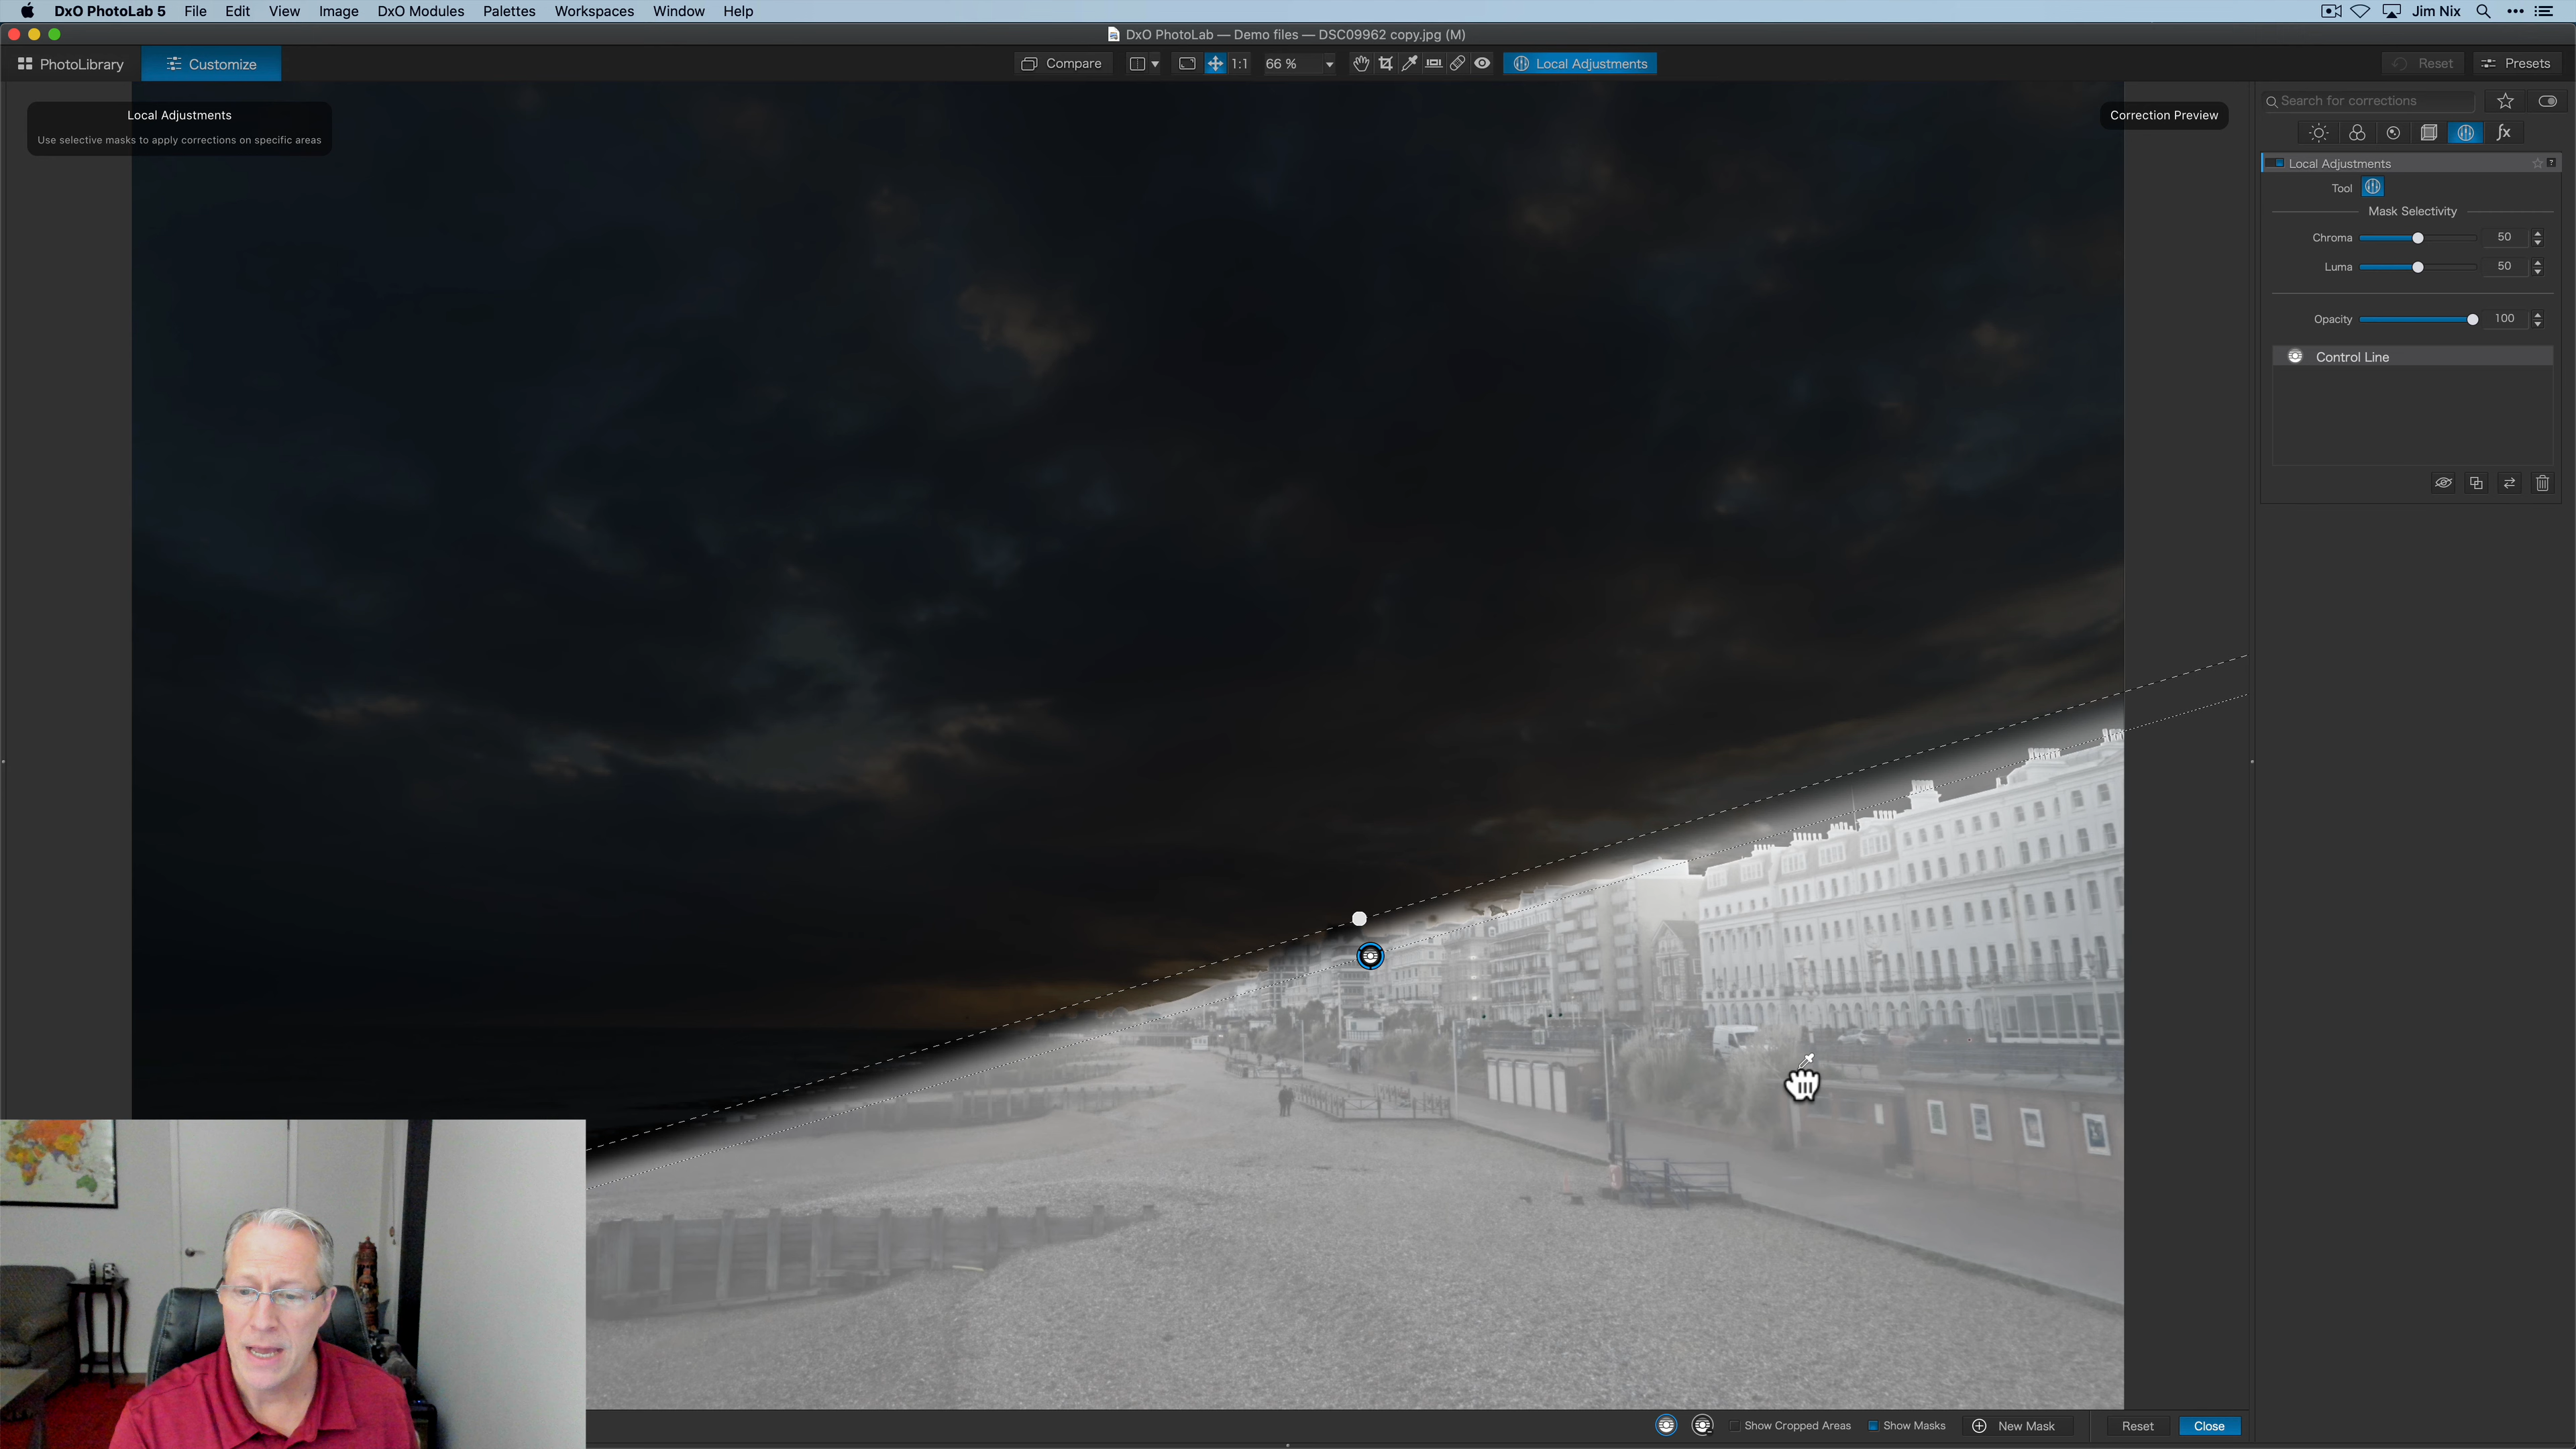 DxO PhotoLab 5 File Edit View Image DxO Modules Palettes Workspaces Window Help Jim Nix
DxO PhotoLab — Demo files — DSC09962 copy.jpg (M)
PhotoLibrary Customize Compare 1:1 66 % Local Adjustments Reset Presets
Local Adjustments
Use selective masks to apply corrections on specific areas
Correction Preview
Search for corrections
fx
Local Adjustments ?
Tool
Mask Selectivity
Chroma 50
Luma 50
Opacity 100
Control Line
Show Cropped Areas Show Masks New Mask Reset Close